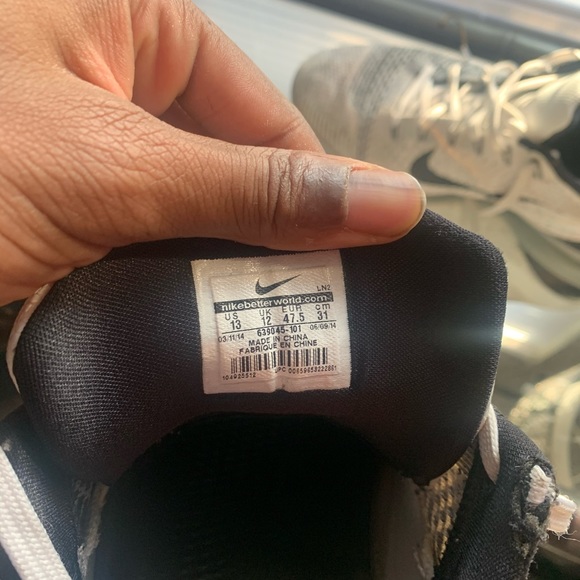 LN2
nikebetterworld.com
US UK EUR cm
13 12 47.5 31
03/11/14 639045-101 06/09/14
MADE IN CHINA
FABRIQUE EN CHINE